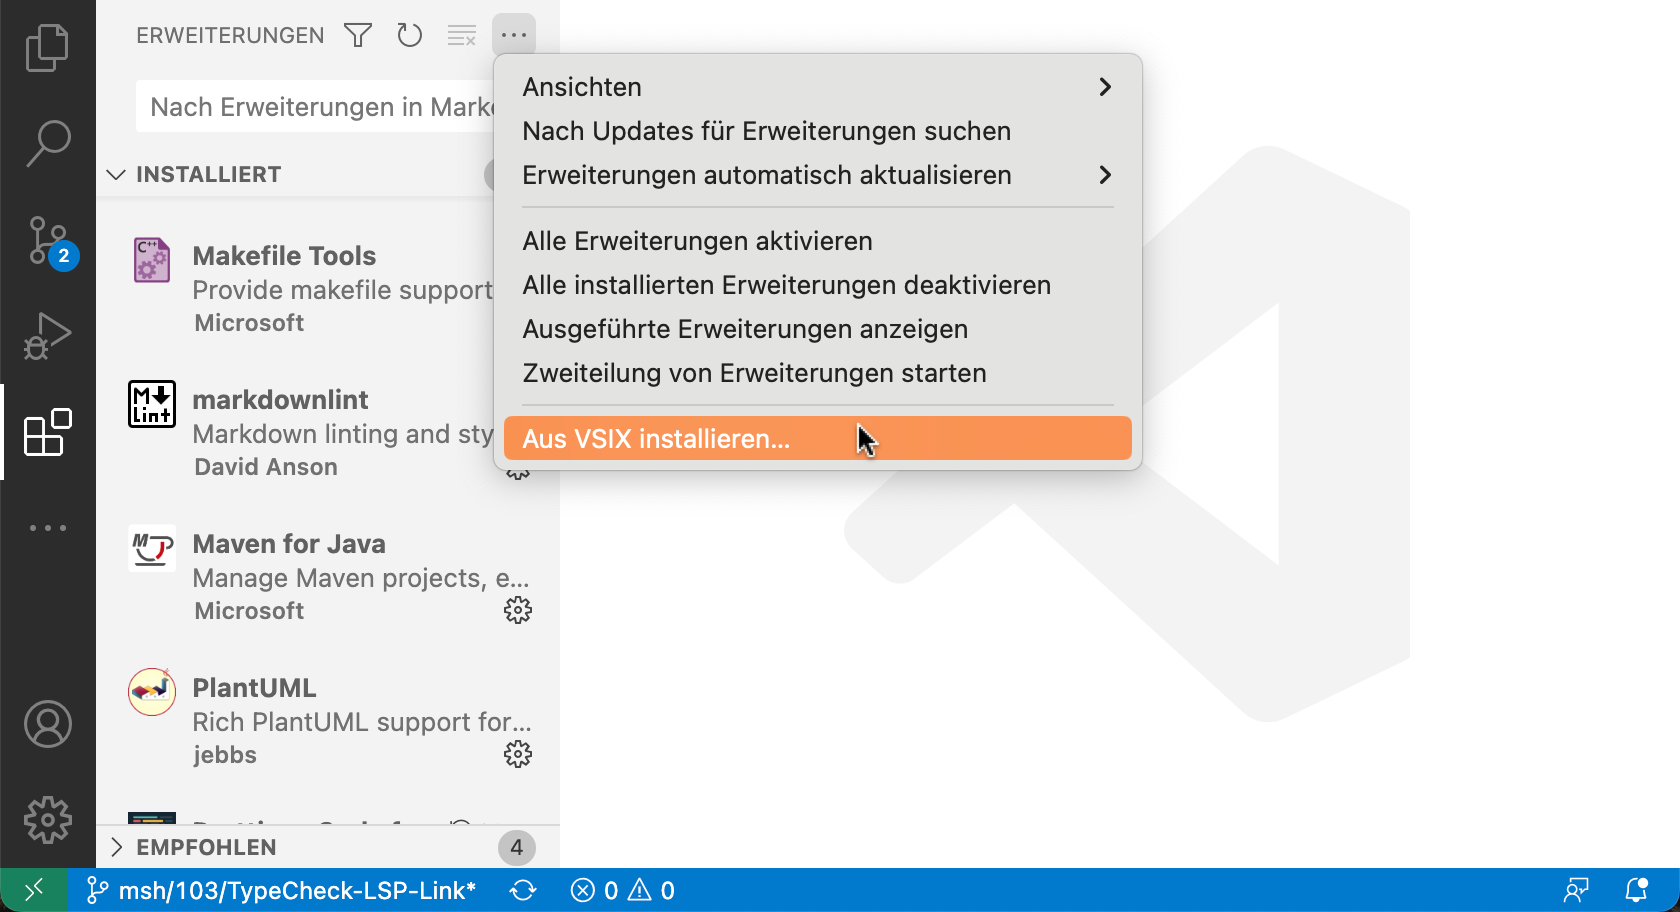 ERWEITERUNGEN
Nach Erweiterungen in Mark
INSTALLIERT
C++
Makefile Tools
Provide makefile support
Microsoft
M
Lint
markdownlint
Markdown linting and sty
David Anson
M
Maven for Java
Manage Maven projects, e...
Microsoft
PlantUML
Rich PlantUML support for...
jebbs
EMPFOHLEN 4
Ansichten
Nach Updates für Erweiterungen suchen
Erweiterungen automatisch aktualisieren
Alle Erweiterungen aktivieren
Alle installierten Erweiterungen deaktivieren
Ausgeführte Erweiterungen anzeigen
Zweiteilung von Erweiterungen starten
Aus VSIX installieren...
2
msh/103/TypeCheck-LSP-Link* 0 0